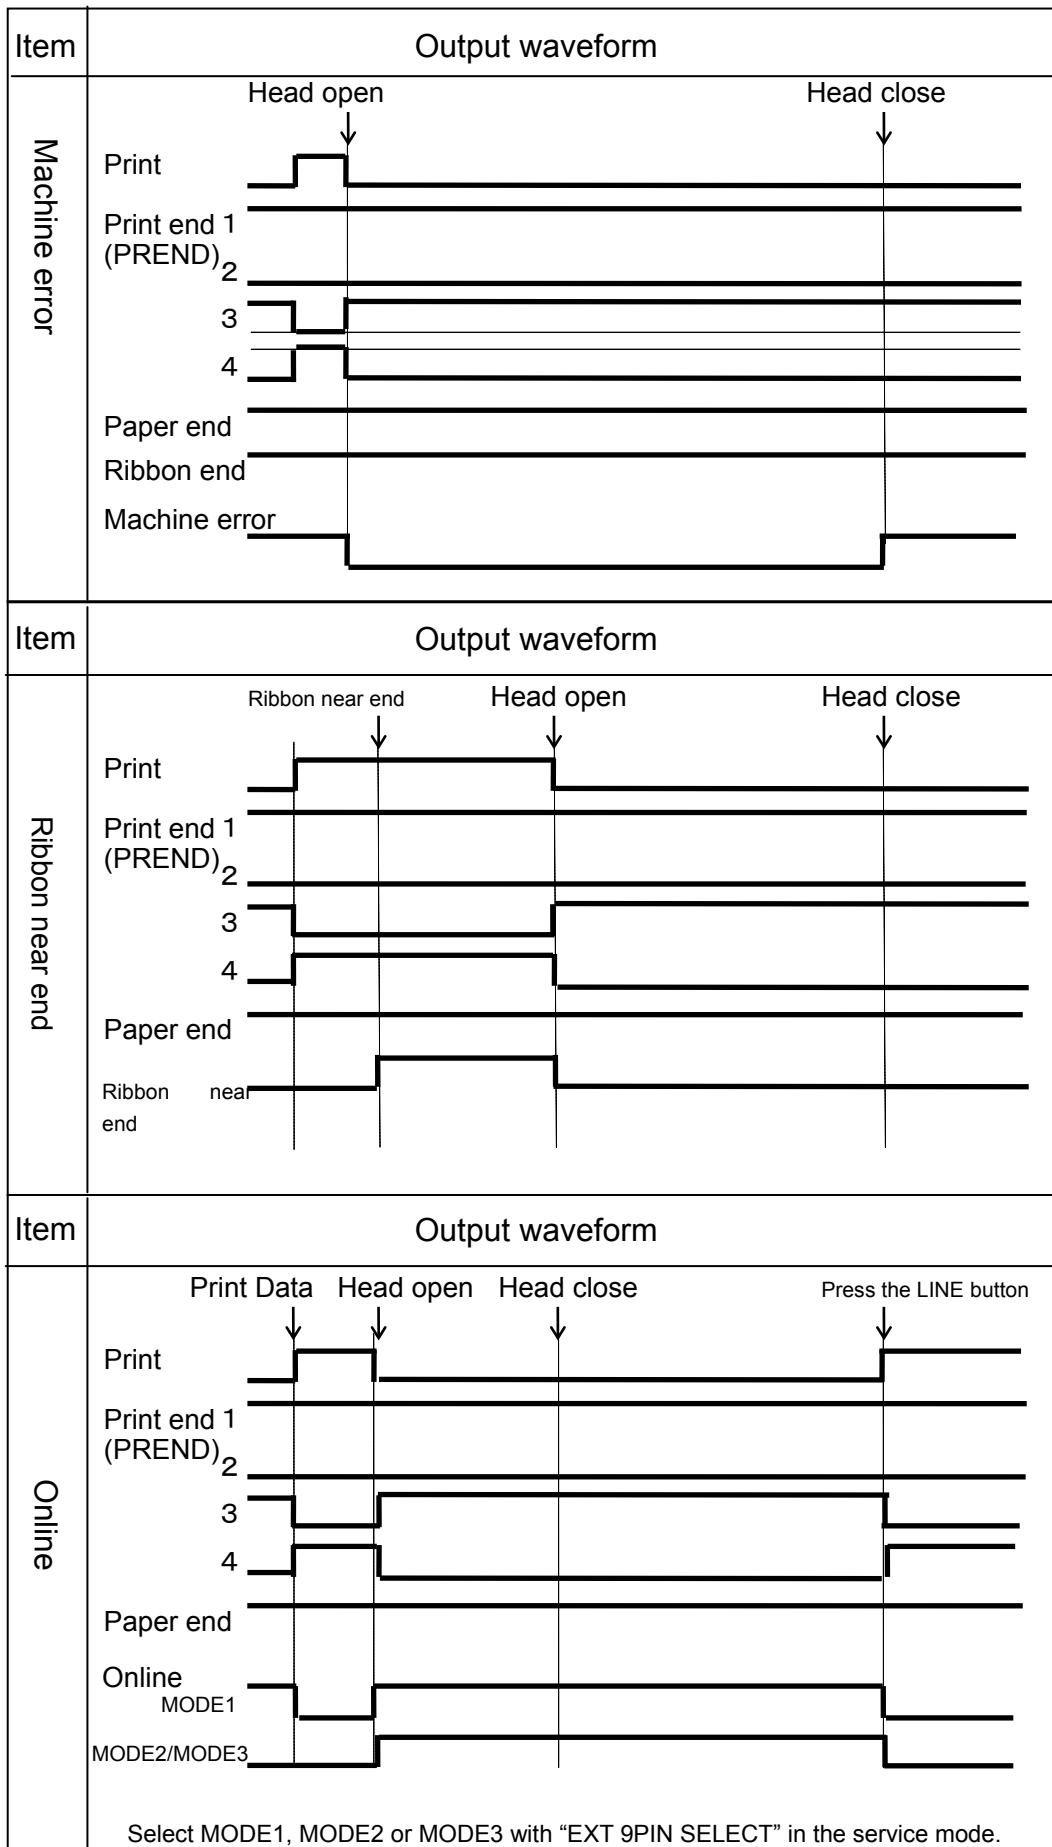 Item
Output waveform
Machine error
Head open
Head close
Print
Print end 1
(PREND)
2
3
4
Paper end
Ribbon end
Machine error
Item
Output waveform
Ribbon near end
Ribbon near end
Head open
Head close
Print
Print end 1
(PREND)
2
3
4
Paper end
Ribbon near
end
Item
Output waveform
Online
Print Data
Head open
Head close
Press the LINE button
Print
Print end 1
(PREND)
2
3
4
Paper end
Online
MODE1
MODE2/MODE3
Select MODE1, MODE2 or MODE3 with “EXT 9PIN SELECT” in the service mode.